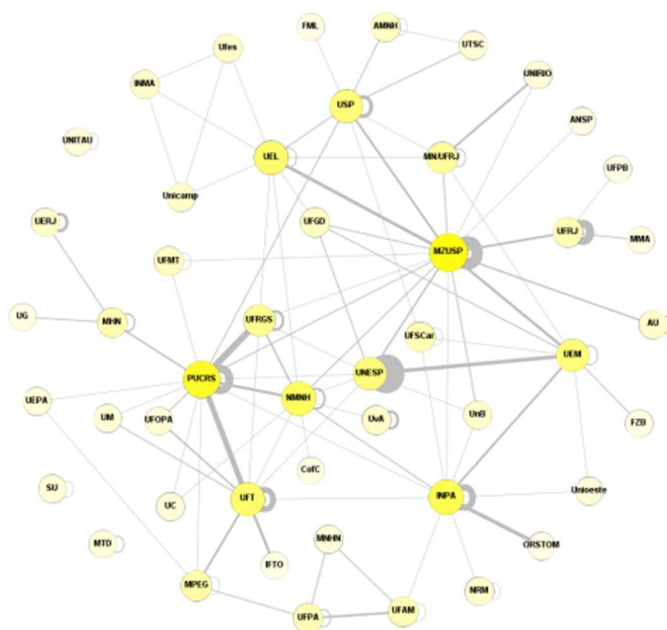 FML
AMNH
UTSC
Ufes
INMA
USP
UNIRIO
ANSP
UNITAU
UEL
MN/UFRJ
UFPB
Unicamp
UERJ
UFGD
UFRJ
MMA
MZUSP
UFMT
UG
MHN
UFRGS
AU
UFSCar
UEM
PUCRS
UNESP
UEPA
UM
UFOPA
NMNH
UvA
UnB
FZB
CofC
SU
UC
UFT
INPA
Unioeste
MTD
MNHN
ORSTOM
IFTO
MPEG
NRM
UFPA
UFAM